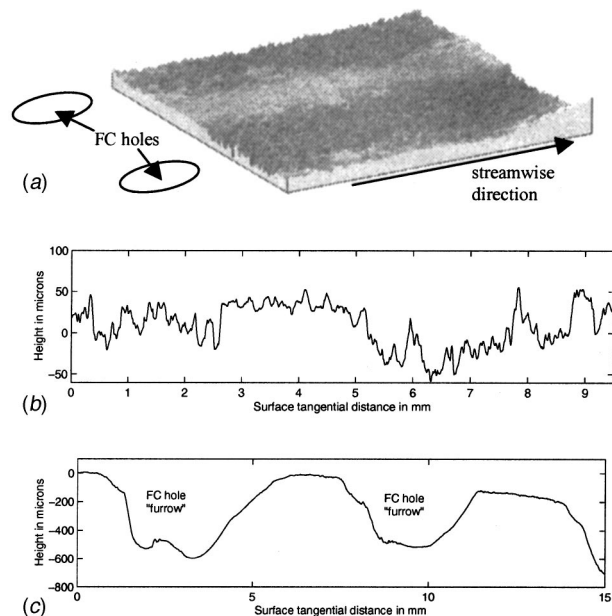 FC holes
(a)
streamwise
direction
100
50
0
−50
0 1 2 3 4 5 6 7 8 9
Height in microns
Surface tangential distance in mm
(b)
0
−200
−400
−600
−800
0 5 10 15
Height in microns
FC hole
"furrow"
FC hole
"furrow"
Surface tangential distance in mm
(c)